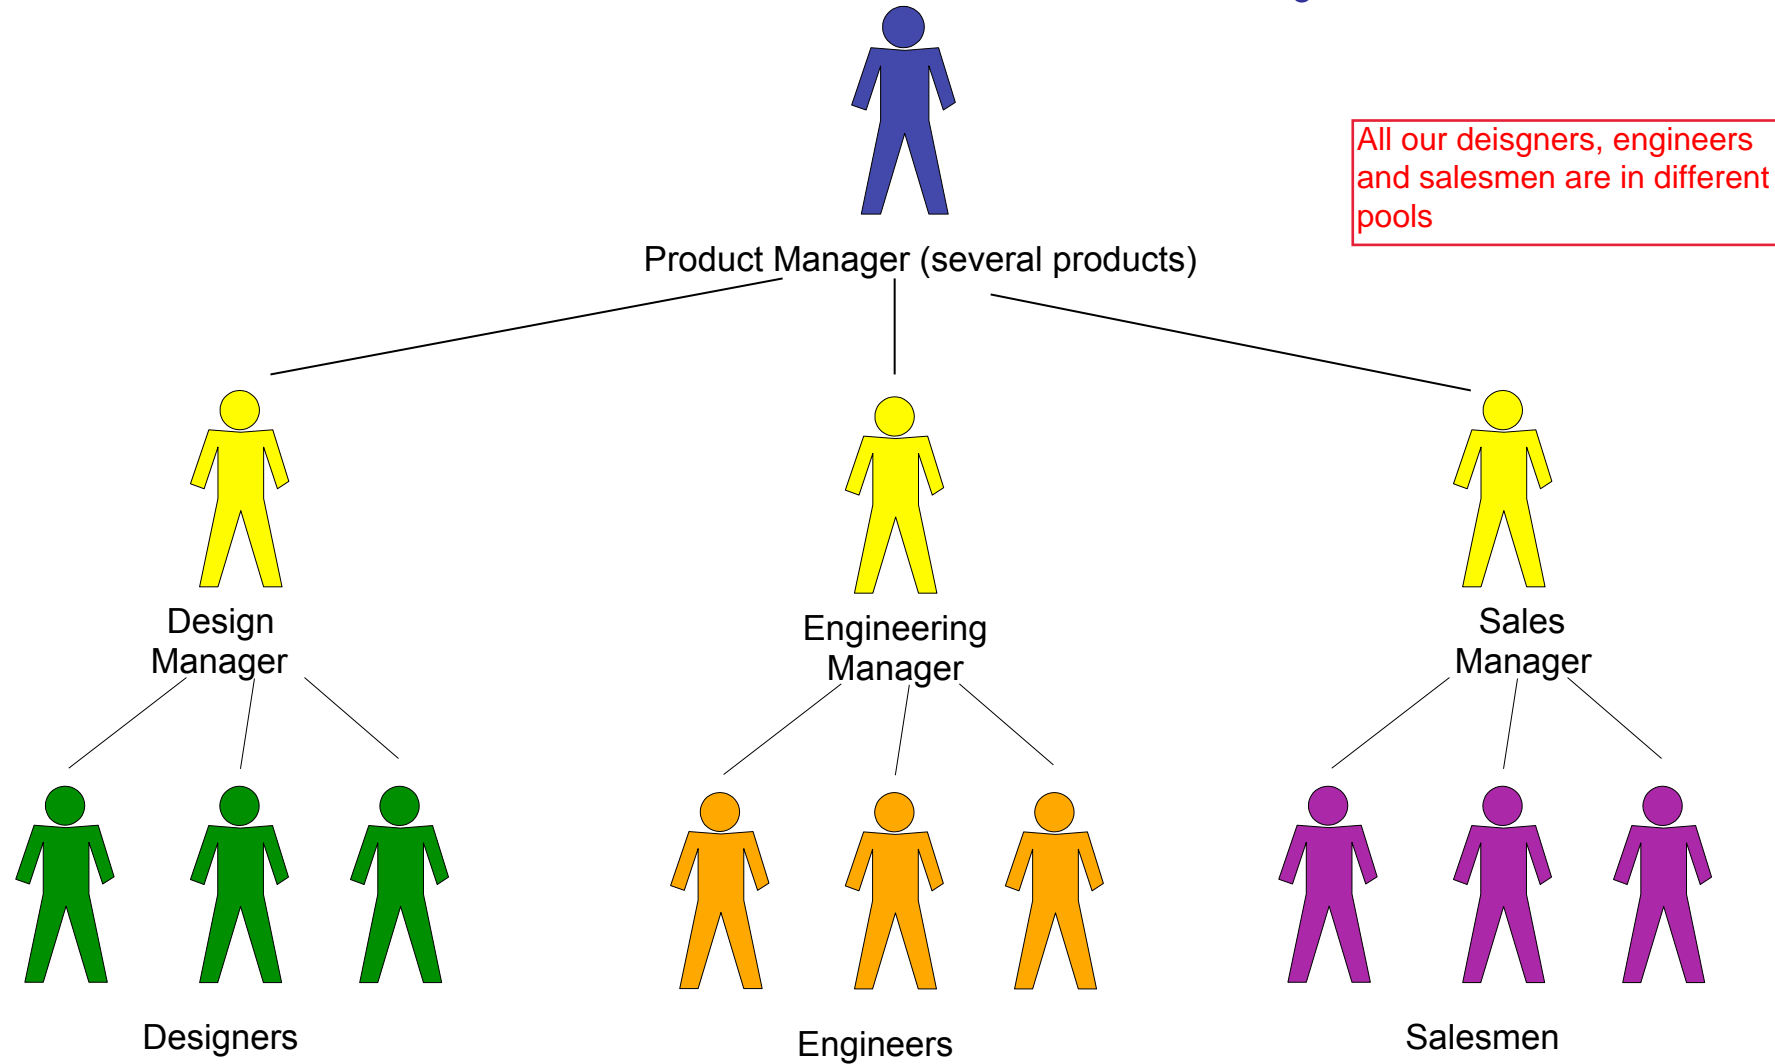 Product Manager (several products)
All our deisgners, engineers
and salesmen are in different
pools
Design
Manager
Engineering
Manager
Sales
Manager
Designers
Engineers
Salesmen